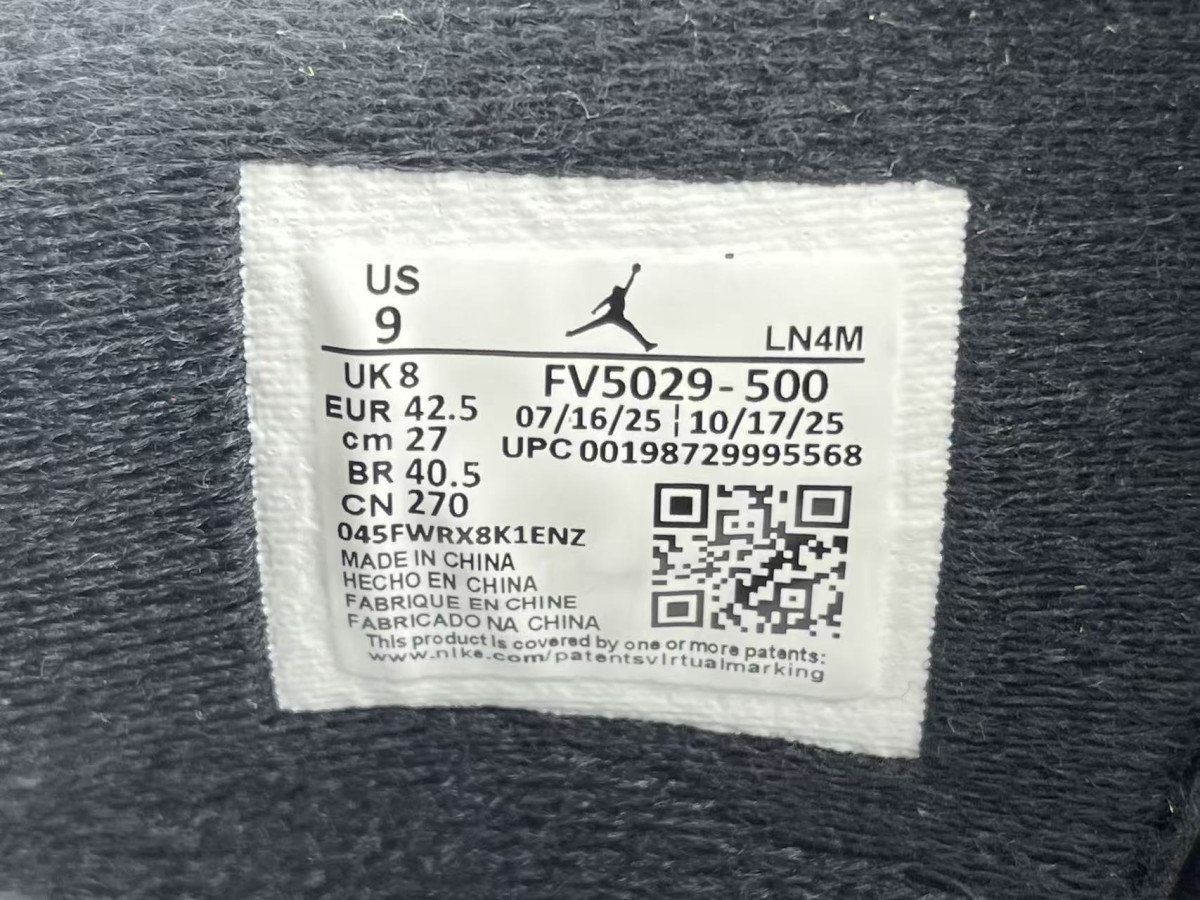 US
9
LN4M
UK 8
EUR 42.5
cm 27
BR 40.5
CN 270
FV5029-500
07/16/25 ¦ 10/17/25
UPC 00198729995568
045FWRX8K1ENZ
MADE IN CHINA
HECHO EN CHINA
FABRIQUE EN CHINE
FABRICADO NA CHINA
This product is covered by one or more patents:
www.nike.com/patentsvirtualmarking